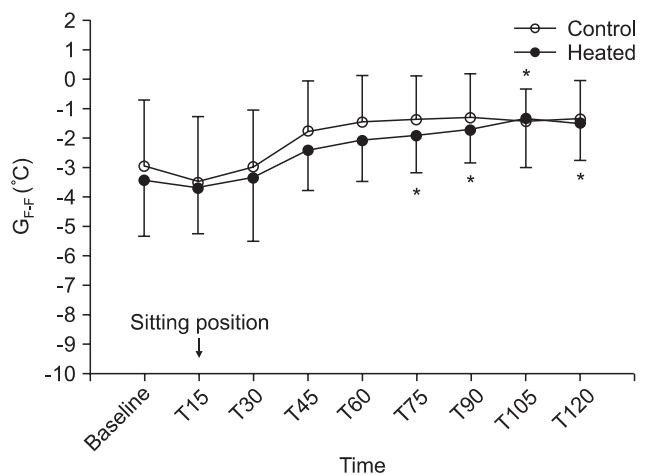 2
1
0
-1
-2
-3
-4
-5
-6
-7
-8
-9
-10
G_F-F (°C)
Control
Heated
*
*
*
*
Sitting position
Baseline
T15
T30
T45
T60
T75
T90
T105
T120
Time